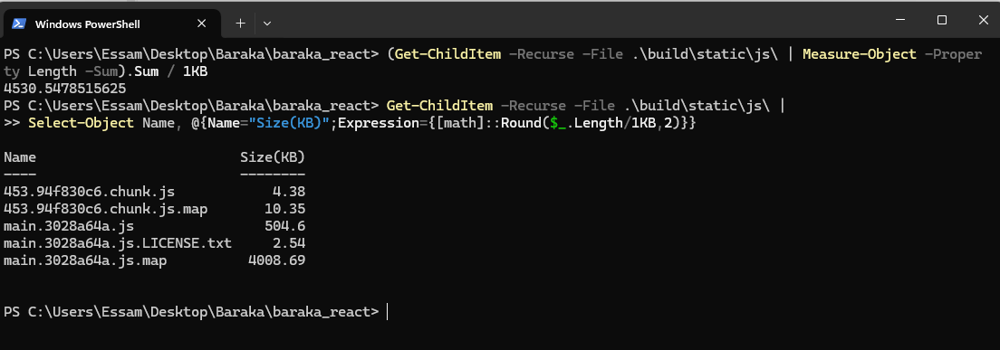 Windows PowerShell
PS C:\Users\Essam\Desktop\Baraka\baraka_react> (Get-ChildItem -Recurse -File .\build\static\js\ | Measure-Object -Proper
ty Length -Sum).Sum / 1KB
4530.5478515625
PS C:\Users\Essam\Desktop\Baraka\baraka_react> Get-ChildItem -Recurse -File .\build\static\js\ |
>> Select-Object Name, @{Name="Size(KB)";Expression={[math]::Round($_.Length/1KB,2)}}
Name Size(KB)
---- --------
453.94f830c6.chunk.js 4.38
453.94f830c6.chunk.js.map 10.35
main.3028a64a.js 504.6
main.3028a64a.js.LICENSE.txt 2.54
main.3028a64a.js.map 4008.69
PS C:\Users\Essam\Desktop\Baraka\baraka_react>